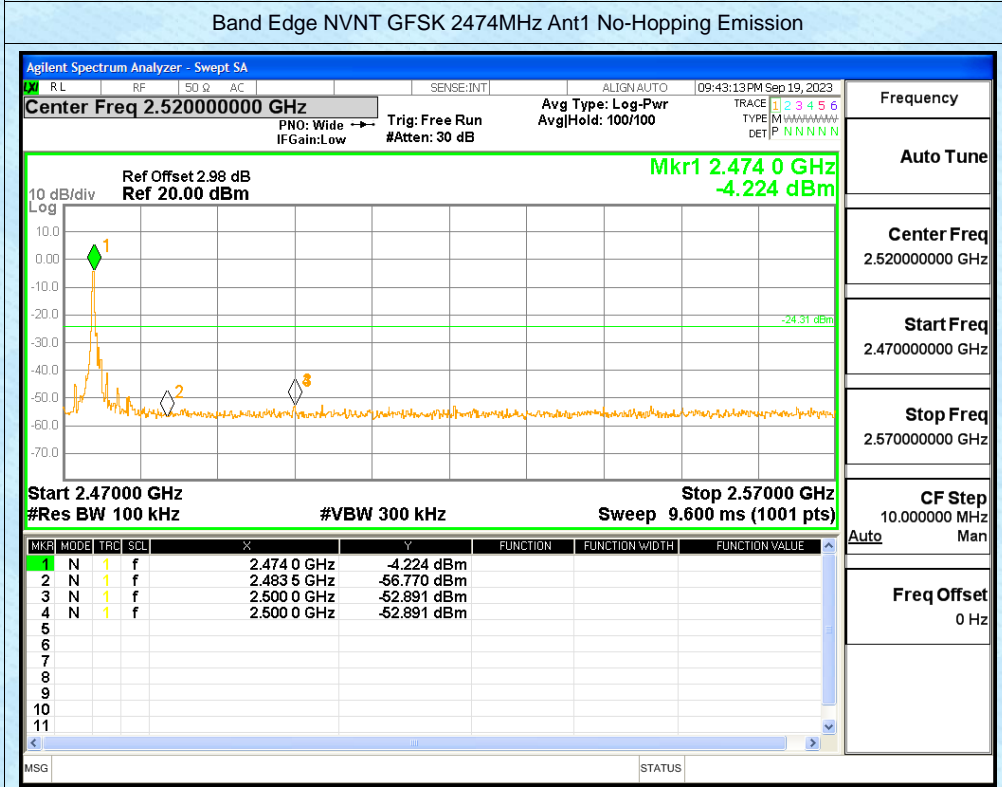 Band Edge NVNT GFSK 2474MHz Ant1 No-Hopping Emission
Agilent Spectrum Analyzer - Swept SA
LXI RL RF 50 Ω AC SENSE:INT ALIGN AUTO 09:43:13 PM Sep 19, 2023
Center Freq 2.520000000 GHz
PNO: Wide
IFGain:Low
Trig: Free Run
#Atten: 30 dB
Avg Type: Log-Pwr
Avg|Hold: 100/100
TRACE 1 2 3 4 5 6
TYPE M WWWWW
DET P N N N N N
Mkr1 2.474 0 GHz
-4.224 dBm
Ref Offset 2.98 dB
Ref 20.00 dBm
10 dB/div
Log
10.0
0.00
-10.0
-20.0
-30.0
-40.0
-50.0
-60.0
-70.0
1
2
-24.31 dBm
Start 2.47000 GHz Stop 2.57000 GHz
#Res BW 100 kHz #VBW 300 kHz Sweep 9.600 ms (1001 pts)
MKR MODE TRC SCL X Y FUNCTION FUNCTION WIDTH FUNCTION VALUE
1 N 1 f 2.474 0 GHz -4.224 dBm
2 N 1 f 2.483 5 GHz -56.770 dBm
3 N 1 f 2.500 0 GHz -52.891 dBm
4 N 1 f 2.500 0 GHz -52.891 dBm
5
6
7
8
9
10
11
MSG STATUS
Frequency
Auto Tune
Center Freq
2.520000000 GHz
Start Freq
2.470000000 GHz
Stop Freq
2.570000000 GHz
CF Step
10.000000 MHz
Auto Man
Freq Offset
0 Hz